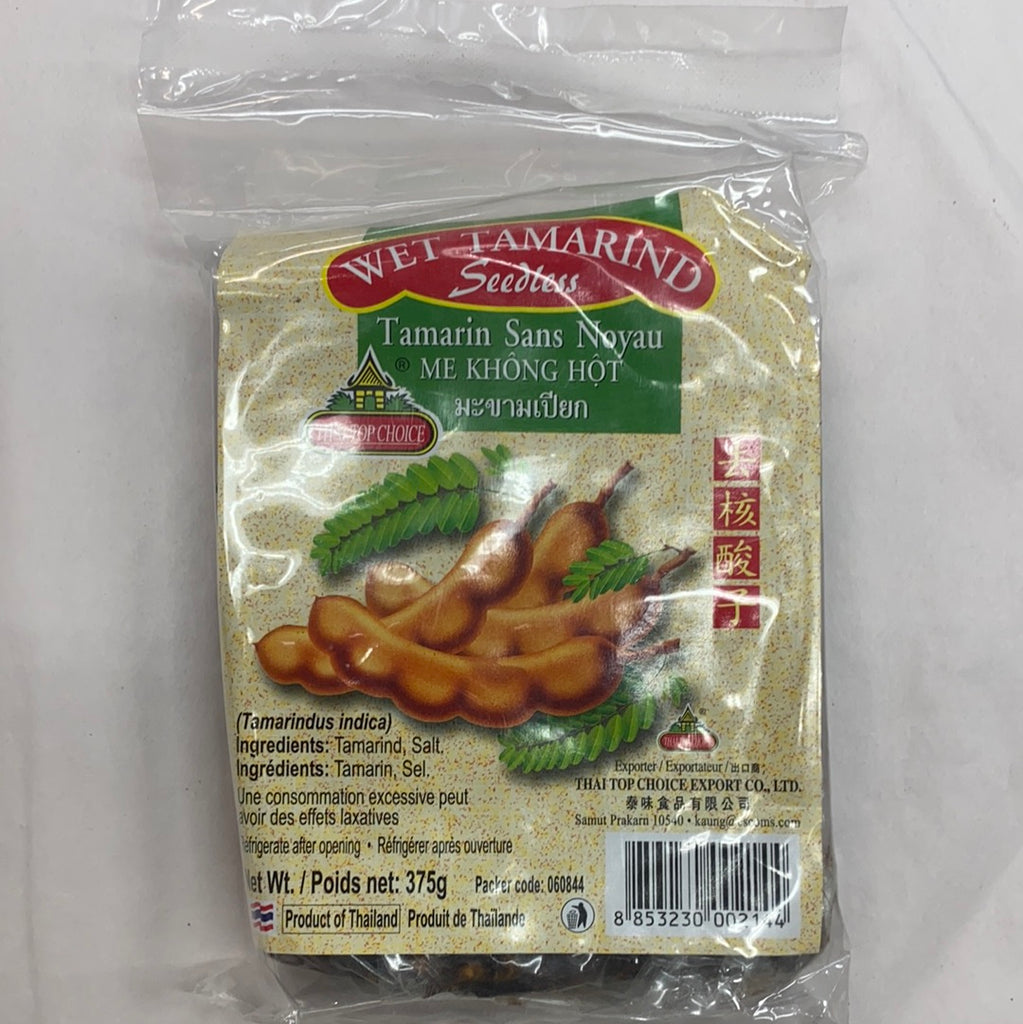 WET TAMARIND
Seedless
Tamarin Sans Noyau
ME KHÔNG HỘT
มะขามเปียก
®
THAI TOP CHOICE
去
核
酸
子
(Tamarindus indica)
Ingredients: Tamarind, Salt.
Ingrédients: Tamarin, Sel.
Une consommation excessive peut
avoir des effets laxatives
Refrigerate after opening • Réfrigérer après ouverture
Net Wt. / Poids net: 375g
Packer code: 060844
Product of Thailand
Produit de Thaïlande
®
Exporter / Exportateur / 出口商:
THAI TOP CHOICE EXPORT CO., LTD.
泰味食品有限公司
Samut Prakarn 10540 •
8 853230 002144